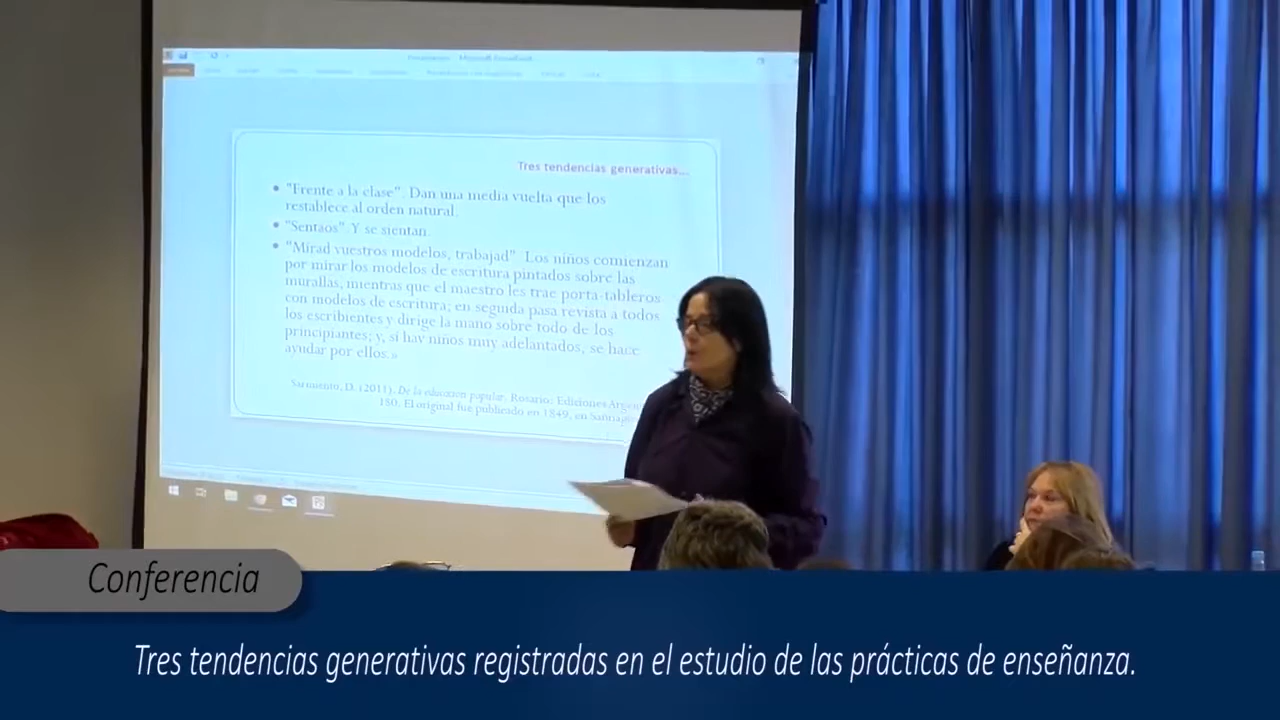 Tres tendencias generativas...
• "Frente a la clase". Dan una media vuelta que los
restablece al orden natural.
• "Sentaos". Y se sientan.
• "Mirad vuestros modelos, trabajad" Los niños comienzan
por mirar los modelos de escritura pintados sobre las
murallas, mientras que el maestro les trae porta-tableros
con modelos de escritura; en seguida pasa revista a todos
los escribientes y dirige la mano sobre todo de los
principiantes; y, si hay niños muy adelantados, se hace
ayudar por ellos.»
Sarmiento, D. (2011). De la educación popular, Rosario: Ediciones
180. El original fue publicado en 1849, en
Conferencia
Tres tendencias generativas registradas en el estudio de las prácticas de enseñanza.